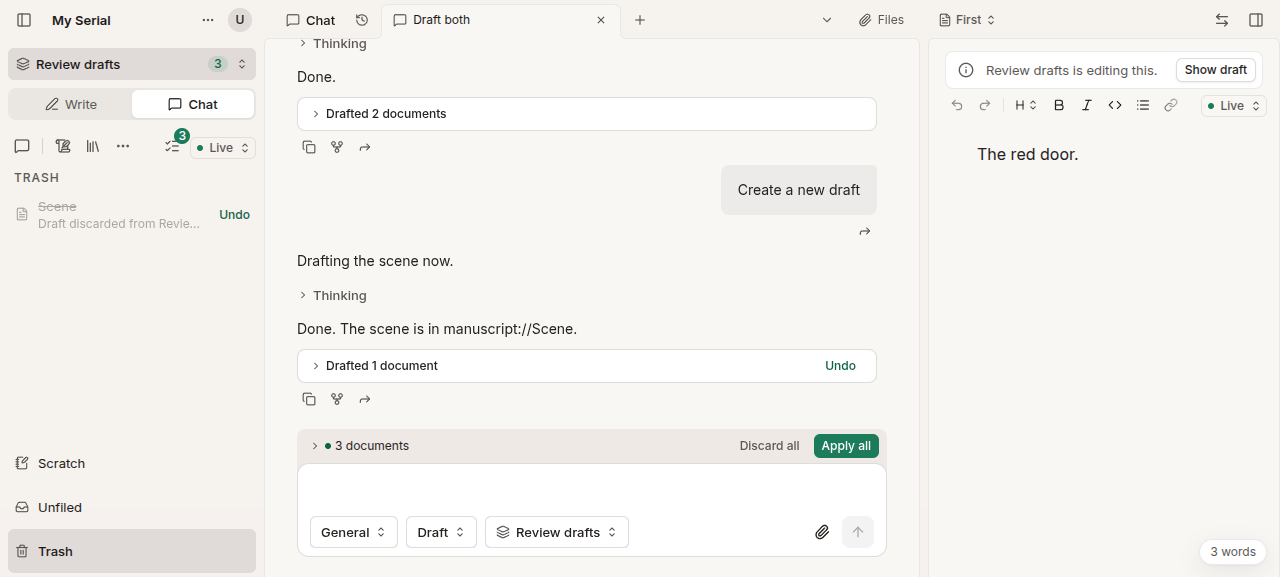 My Serial
U
Review drafts
3
Write
Chat
3
Live
TRASH
Scene
Draft discarded from Revie...
Undo
Scratch
Unfiled
Trash
Chat
Draft both
Files
First
Thinking
Done.
Drafted 2 documents
Create a new draft
Drafting the scene now.
Thinking
Done. The scene is in manuscript://Scene.
Drafted 1 document
Undo
3 documents
Discard all
Apply all
General
Draft
Review drafts
Review drafts is editing this.
Show draft
H
B
I
Live
The red door.
3 words